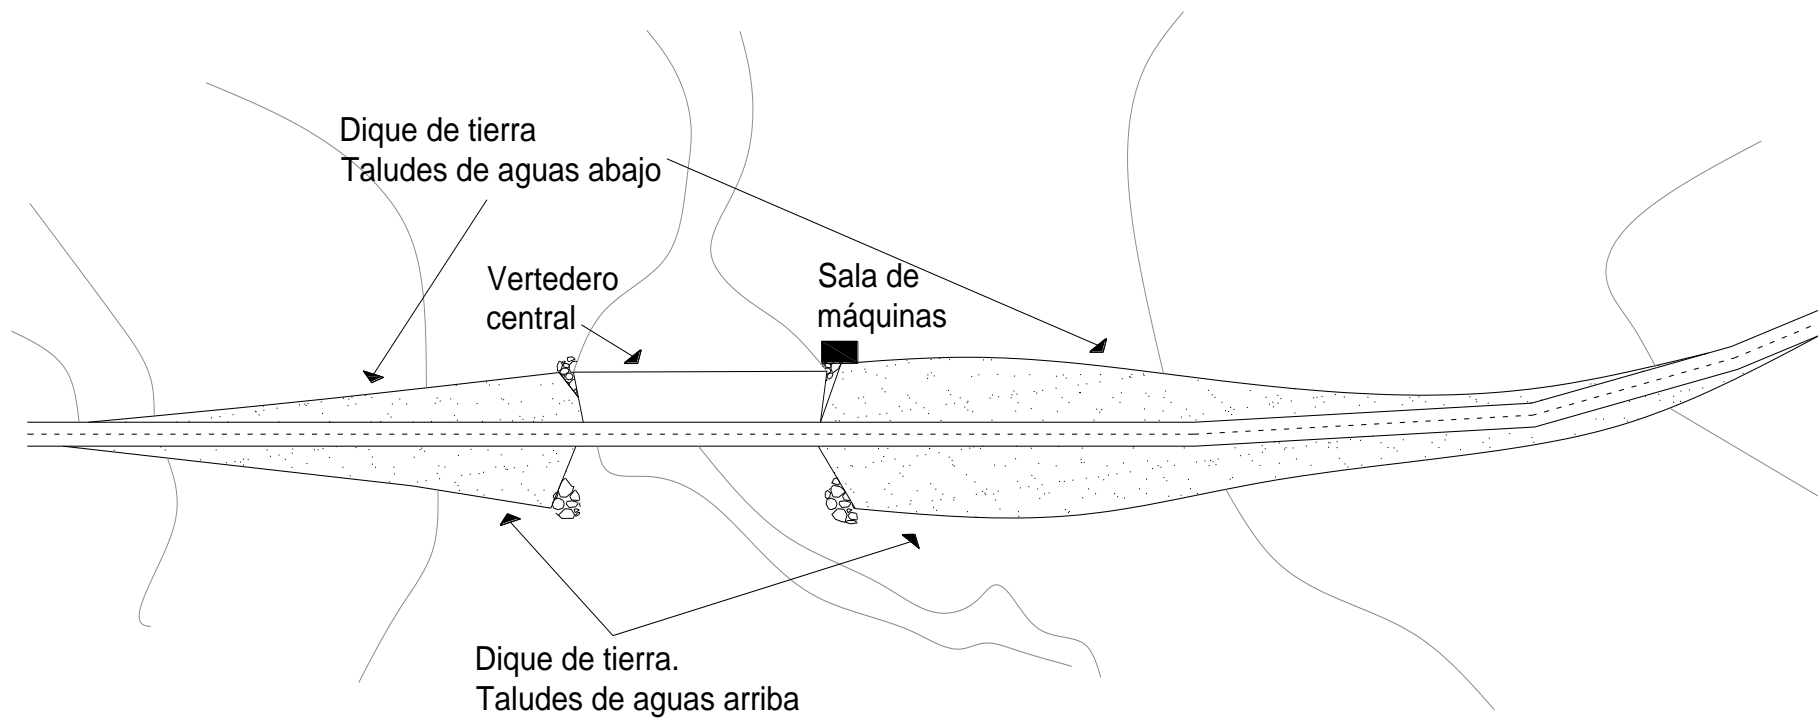 Dique de tierra
Taludes de aguas abajo
Vertedero
central
Sala de
máquinas
Dique de tierra.
Taludes de aguas arriba